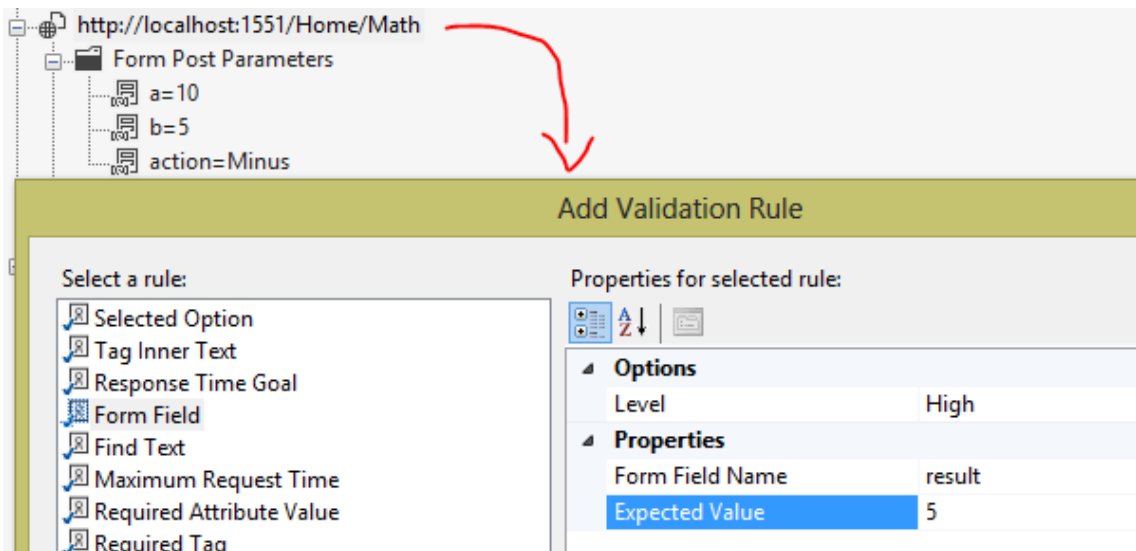 http://localhost:1551/Home/Math
Form Post Parameters
a=10
b=5
action=Minus
Add Validation Rule
Select a rule:
Selected Option
Tag Inner Text
Response Time Goal
Form Field
Find Text
Maximum Request Time
Required Attribute Value
Required Tag
Properties for selected rule:
Options
Level High
Properties
Form Field Name result
Expected Value 5